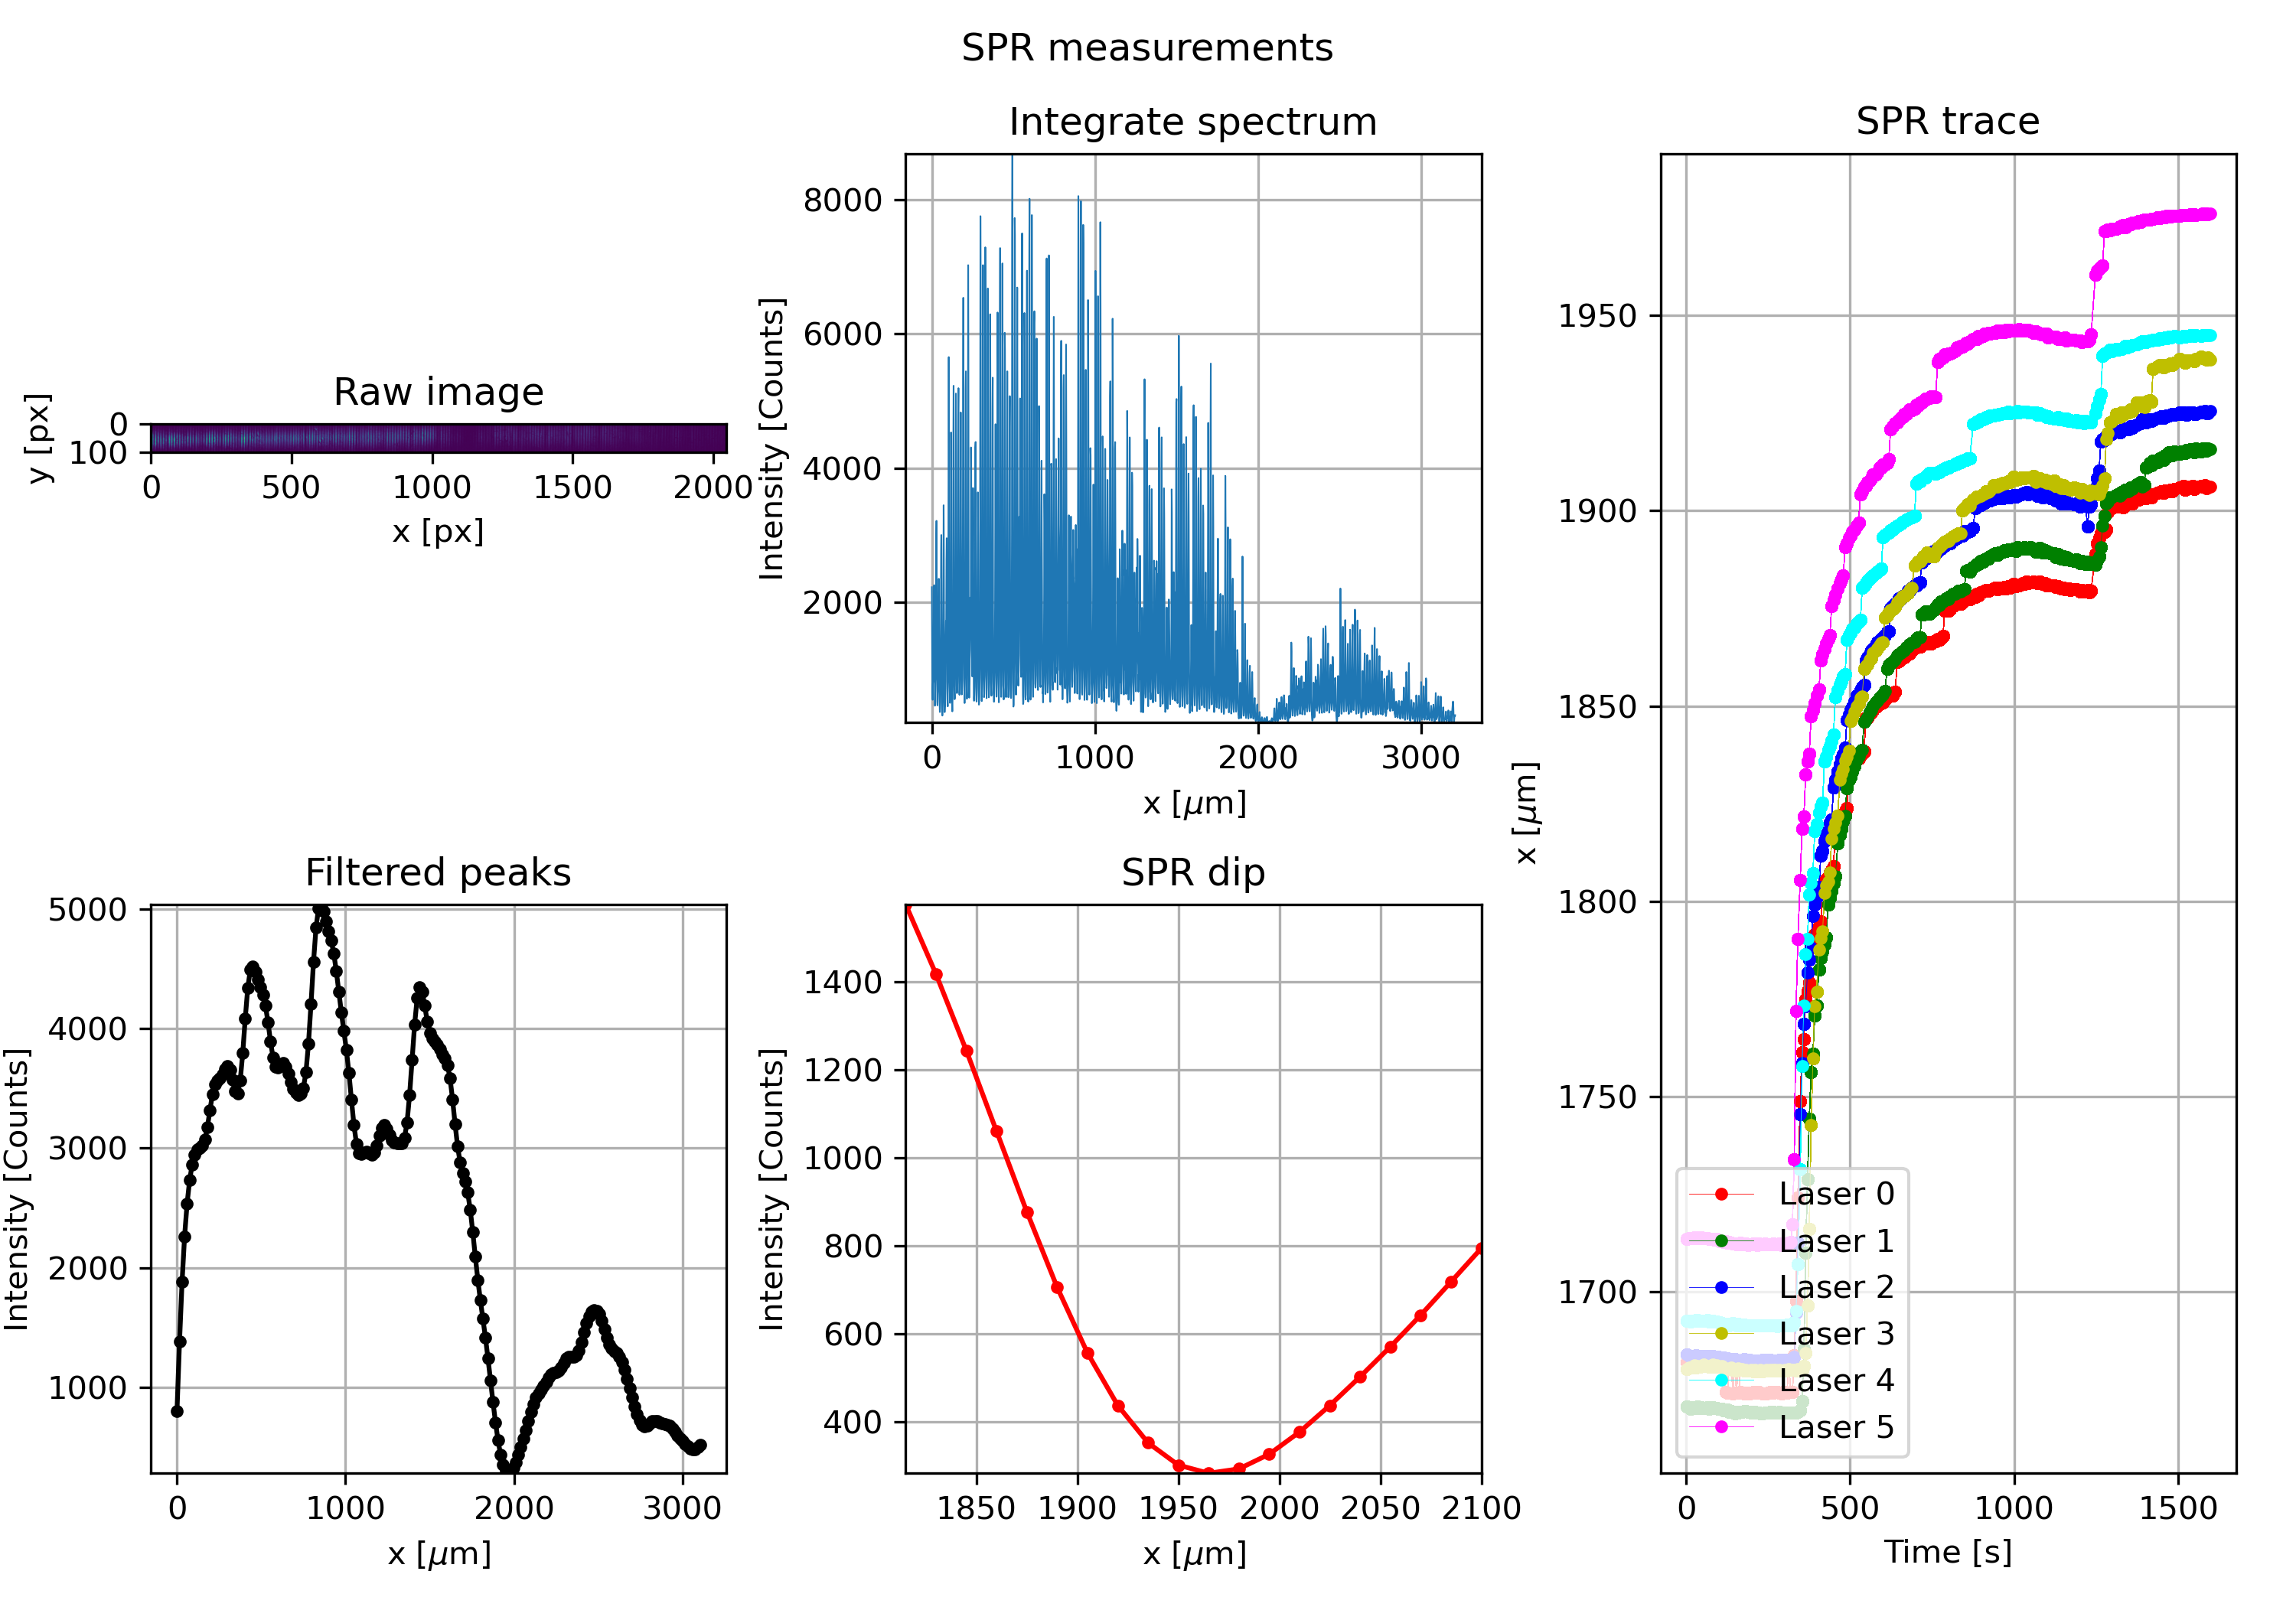 SPR measurements
Raw image
y [px]
0
100
0 500 1000 1500 2000
x [px]
Integrate spectrum
Intensity [Counts]
8000
6000
4000
2000
0 1000 2000 3000
x [μm]
SPR trace
x [μm]
1950
1900
1850
1800
1750
1700
0 500 1000 1500
Time [s]
Laser 0
Laser 1
Laser 2
Laser 3
Laser 4
Laser 5
Filtered peaks
Intensity [Counts]
5000
4000
3000
2000
1000
0 1000 2000 3000
x [μm]
SPR dip
Intensity [Counts]
1400
1200
1000
800
600
400
1850 1900 1950 2000 2050 2100
x [μm]